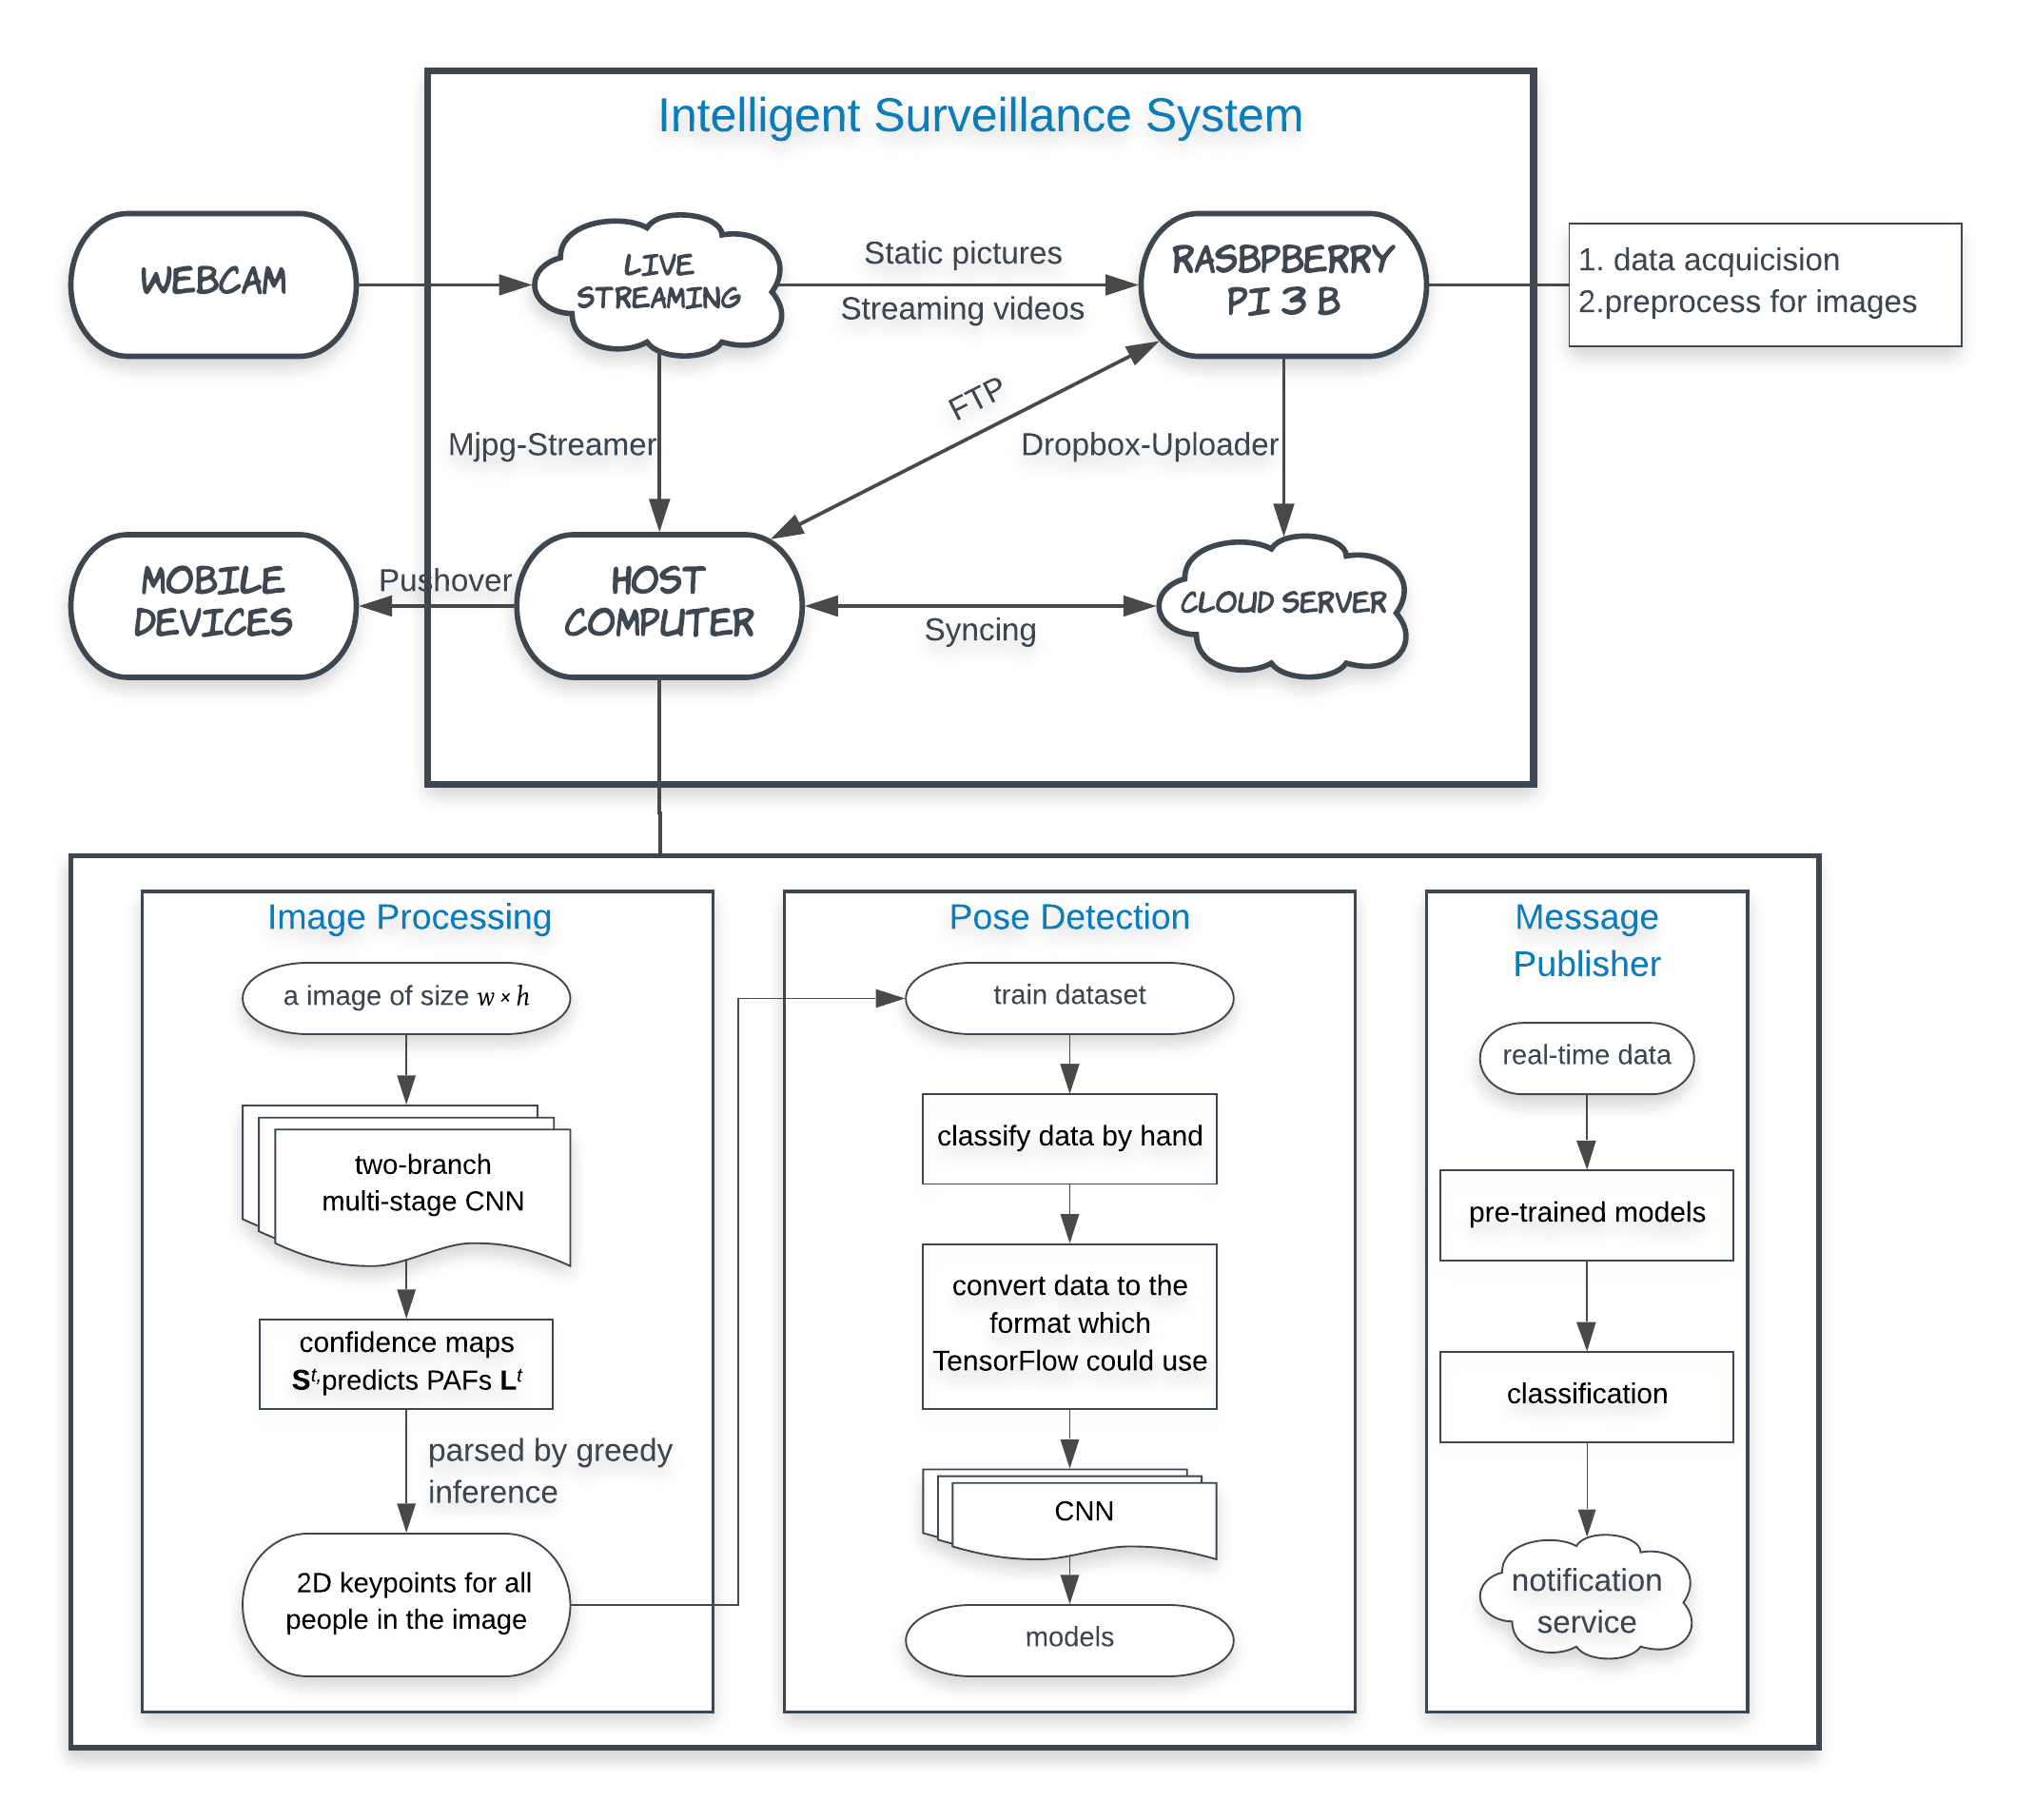 Intelligent Surveillance System
WEBCAM
LIVE
STREAMING
Static pictures
Streaming videos
RASBPBERRY
PI 3 B
1. data acquicision
2.preprocess for images
FTP
Mjpg-Streamer
Dropbox-Uploader
MOBILE
DEVICES
Pushover
HOST
COMPUTER
Syncing
CLOUD SERVER
Image Processing
a image of size w × h
two-branch
multi-stage CNN
confidence maps
Sᵗ,predicts PAFs Lᵗ
parsed by greedy
inference
2D keypoints for all
people in the image
Pose Detection
train dataset
classify data by hand
convert data to the
format which
TensorFlow could use
CNN
models
Message
Publisher
real-time data
pre-trained models
classification
notification
service